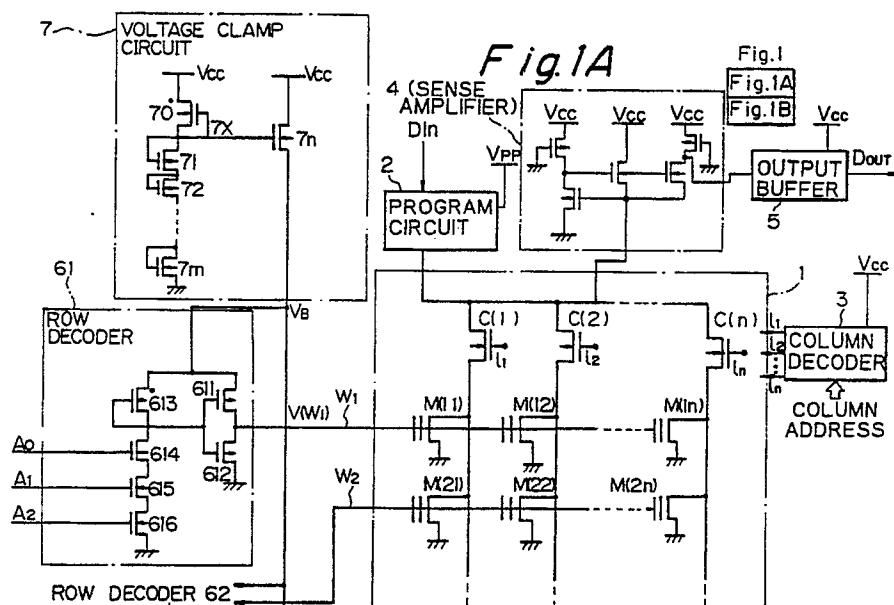 7
VOLTAGE CLAMP
CIRCUIT
Vcc
Vcc
70
7X
7n
71
72
7m
Fig.1A
4 (SENSE
AMPLIFIER)
DIn
VPP
2
PROGRAM
CIRCUIT
Vcc
Vcc
Vcc
Fig.1
Fig.1A
Fig.1B
Vcc
OUTPUT
BUFFER
5
DOUT
61
ROW
DECODER
VB
613
611
614
612
615
616
A0
A1
A2
V(W1)
W1
W2
C(1)
l1
C(2)
l2
C(n)
ln
1
Vcc
3
l1
l2
ln
COLUMN
DECODER
COLUMN
ADDRESS
M(11)
M(12)
M(1n)
M(21)
M(22)
M(2n)
ROW DECODER 62